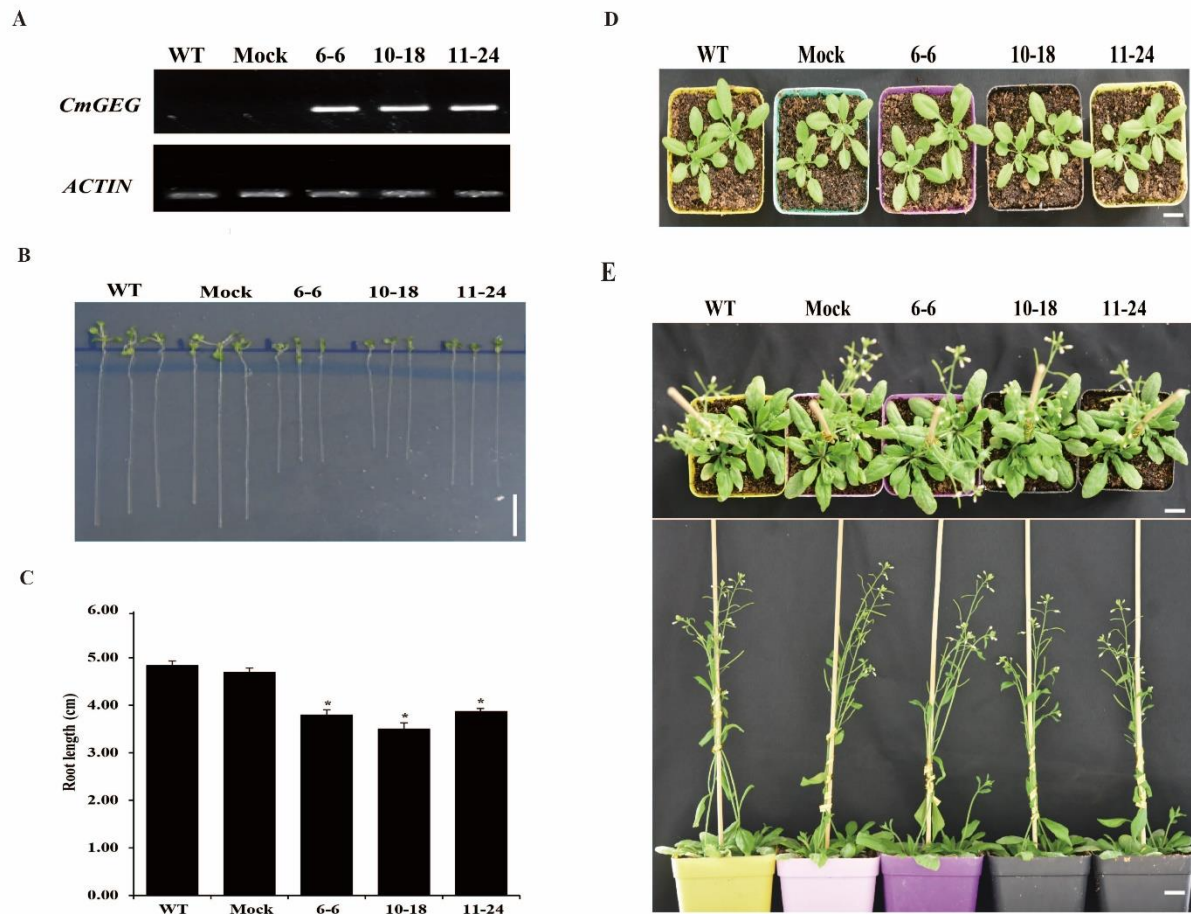 A
WT Mock 6-6 10-18 11-24
CmGEG
ACTIN
B
WT Mock 6-6 10-18 11-24
C
6.00
5.00
4.00
3.00
2.00
1.00
0.00
Root length (cm)
* * *
WT Mock 6-6 10-18 11-24
D
WT Mock 6-6 10-18 11-24
E
WT Mock 6-6 10-18 11-24